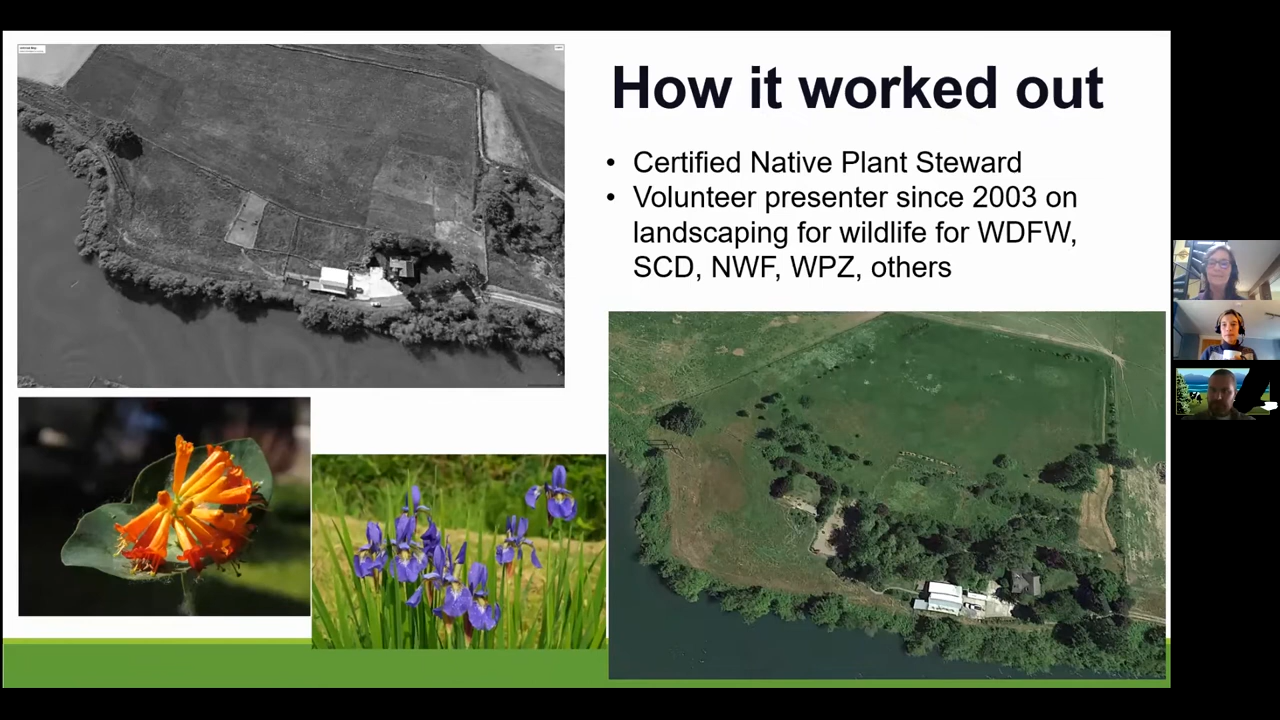 How it worked out
• Certified Native Plant Steward
• Volunteer presenter since 2003 on
landscaping for wildlife for WDFW,
SCD, NWF, WPZ, others